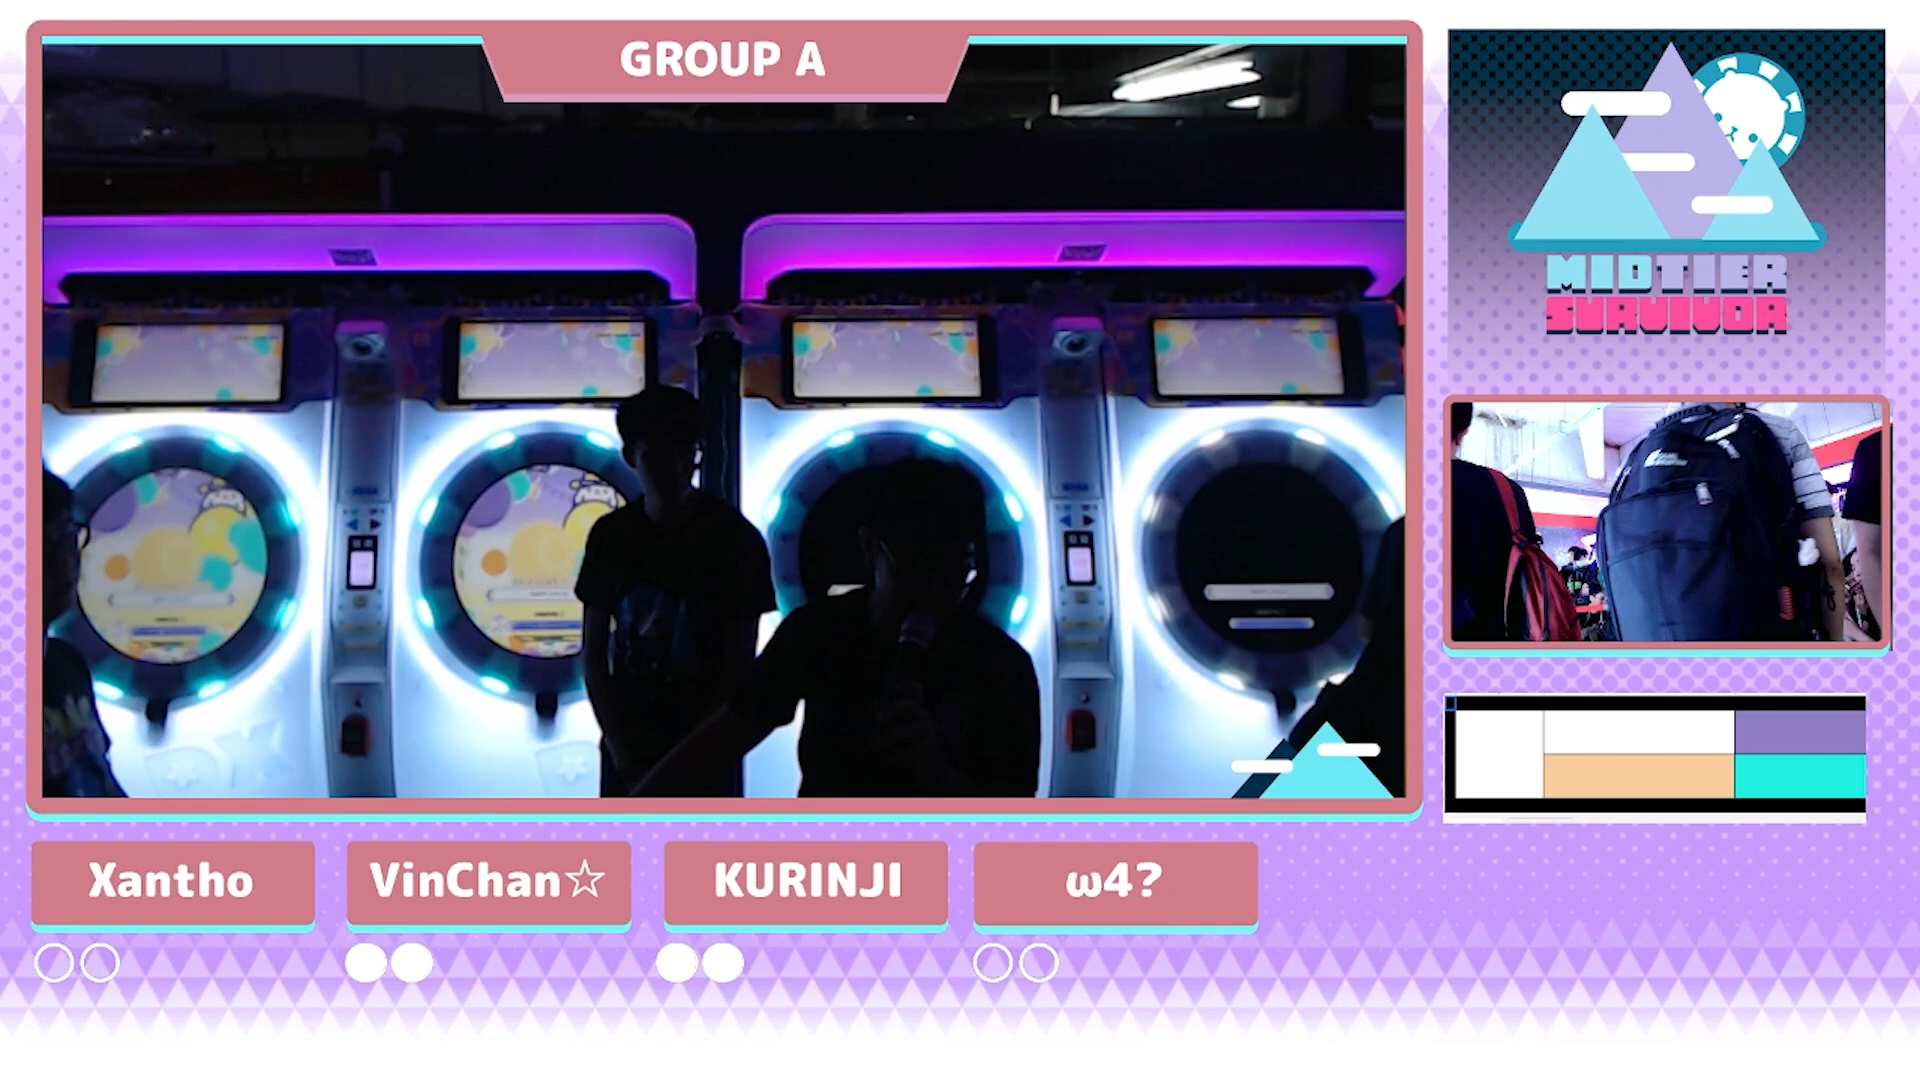 GROUP A
MIDTIER
SURVIVOR
Xantho
VinChan☆
KURINJI
ω4?